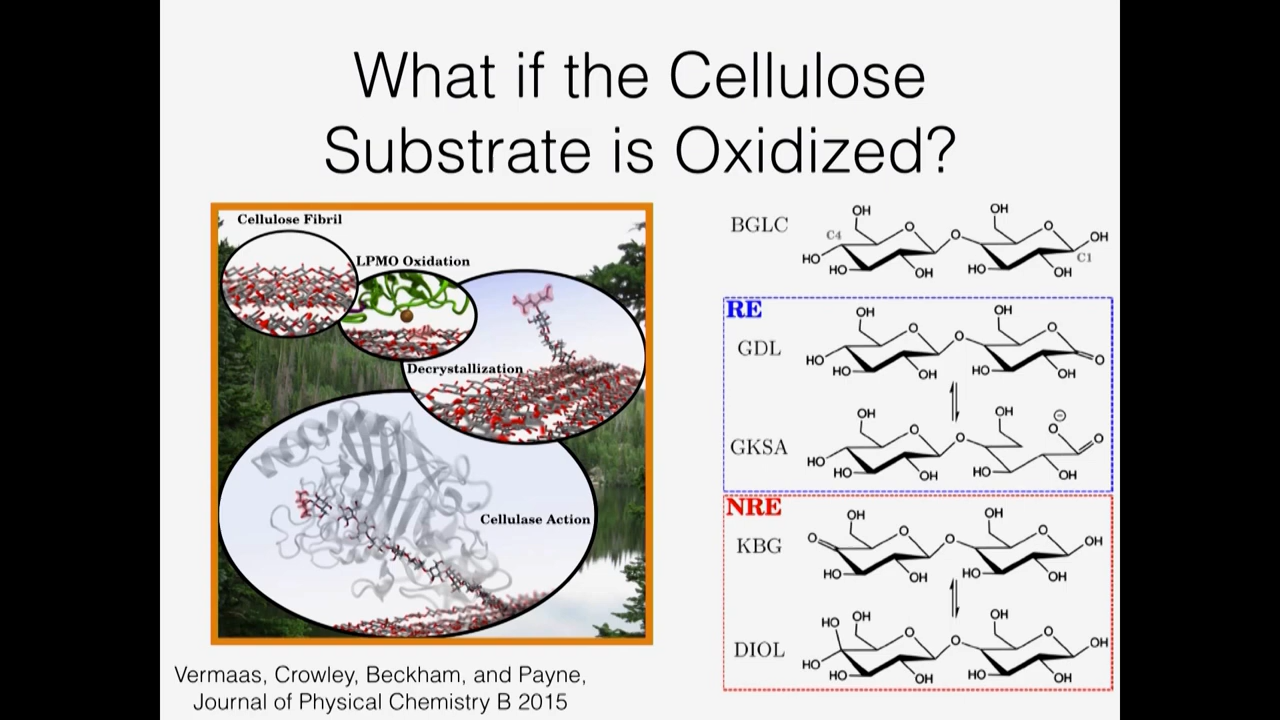 What if the Cellulose
Substrate is Oxidized?
Cellulose Fibril
LPMO Oxidation
Decrystallization
Cellulase Action
Vermaas, Crowley, Beckham, and Payne,
Journal of Physical Chemistry B 2015
BGLC
OH
OH
C4
O
O
O
OH
HO
HO
OH
HO
OH
C1
RE
GDL
OH
OH
O
O
O
O
HO
HO
OH
HO
OH
GKSA
OH
OH
⊖
O
O
O
O
HO
HO
OH
HO
OH
NRE
KBG
OH
OH
O
O
O
O
OH
HO
OH
HO
OH
DIOL
HO
OH
OH
O
O
O
OH
HO
HO
OH
HO
OH